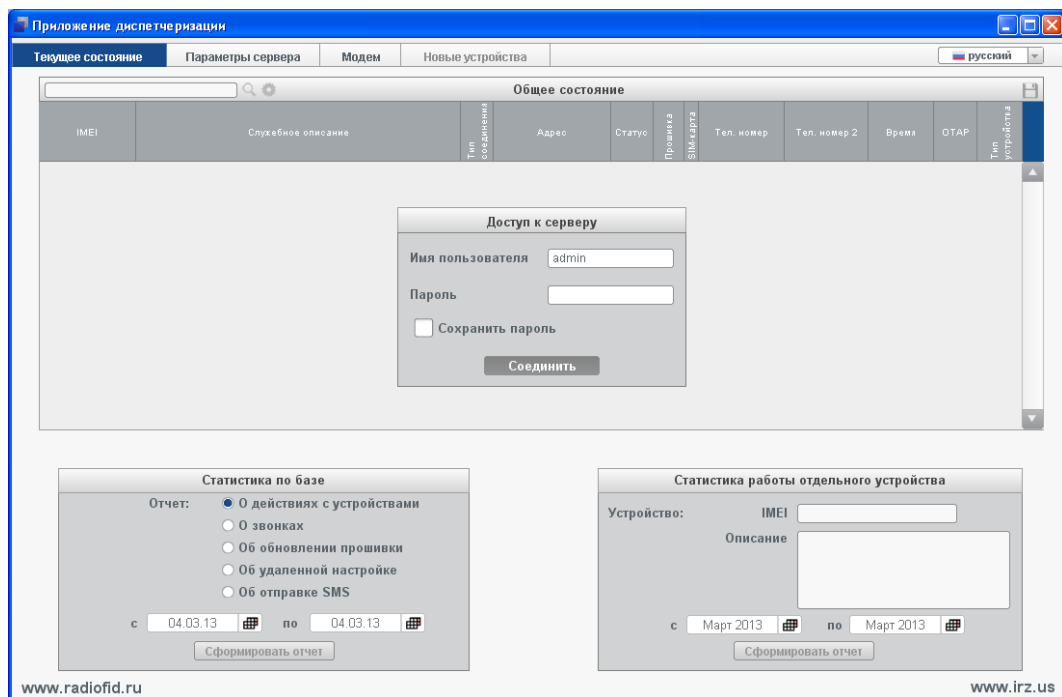 Приложение диспетчеризации
Текущее состояние Параметры сервера Модем Новые устройства русский
Общее состояние
IMEI Служебное описание Тип соединения Адрес Статус Прошивка SIM-карта Тел. номер Тел. номер 2 Время OTAP Тип устройства
Доступ к серверу
Имя пользователя admin
Пароль
Сохранить пароль
Соединить
Статистика по базе
Отчет: О действиях с устройствами
О звонках
Об обновлении прошивки
Об удаленной настройке
Об отправке SMS
с 04.03.13 по 04.03.13
Сформировать отчет
Статистика работы отдельного устройства
Устройство: IMEI
Описание
с Март 2013 по Март 2013
Сформировать отчет
www.radiofid.ru
www.irz.us